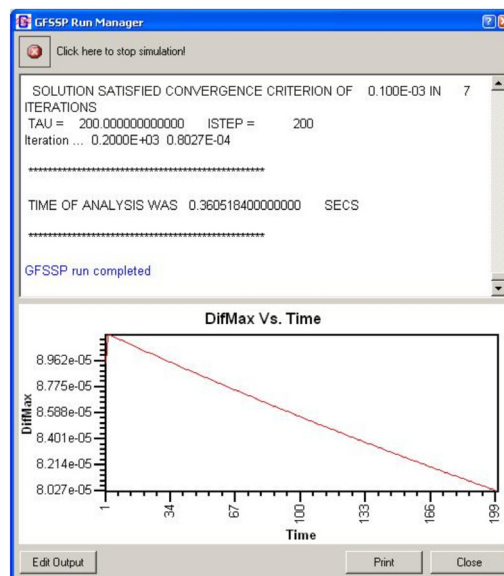 GFSSP Run Manager
Click here to stop simulation!
SOLUTION SATISFIED CONVERGENCE CRITERION OF 0.100E-03 IN 7
ITERATIONS
TAU = 200.000000000000 ISTEP = 200
Iteration ... 0.2000E+03 0.8027E-04
************************************************
TIME OF ANALYSIS WAS 0.360518400000000 SECS
************************************************
GFSSP run completed
DifMax Vs. Time
DifMax
8.962e-05
8.775e-05
8.588e-05
8.401e-05
8.214e-05
8.027e-05
1 34 67 100 133 166 199
Time
Edit Output Print Close